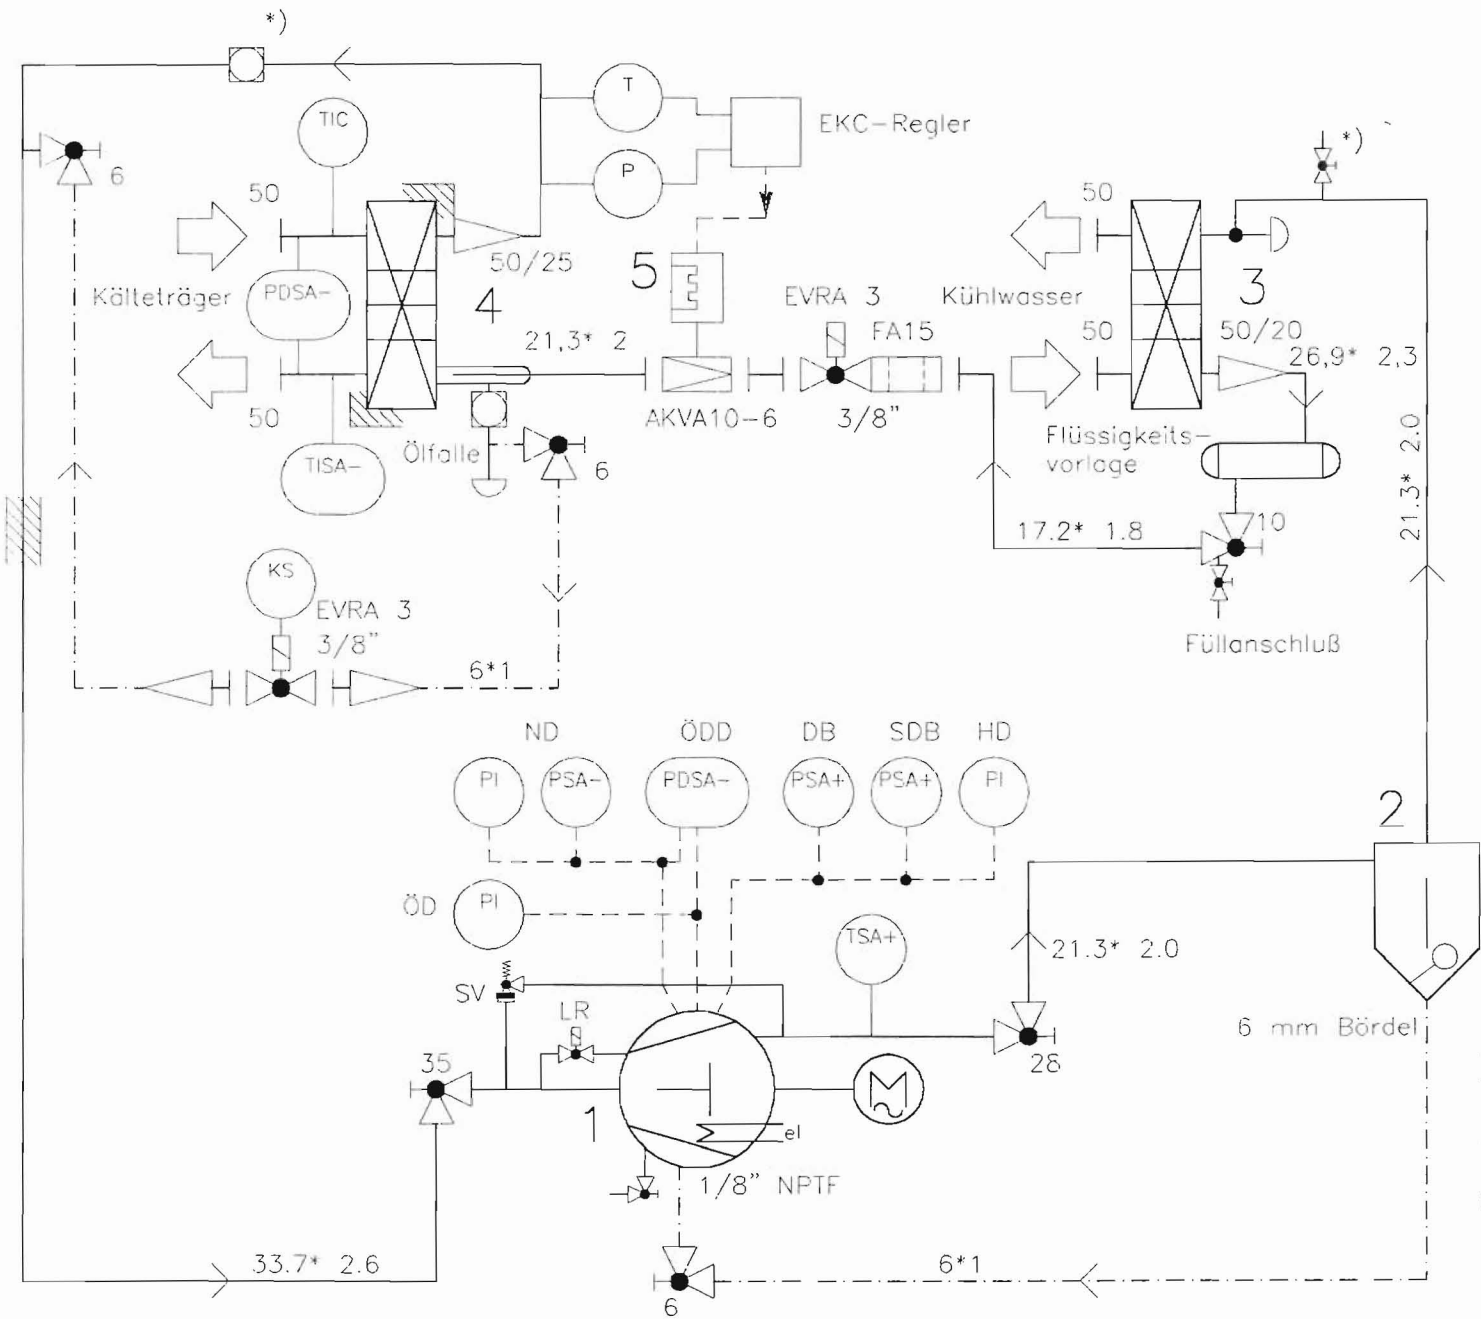 *)
TIC
T
EKC-Regler
*)
P
6
50
50
50/25
5
4
Kälteträger
PDSA-
EVRA 3
Kühlwasser
3
21,3* 2
FA15
50
50/20
26,9* 2,3
50
AKVA10-6
3/8"
Flüssigkeits-
vorlage
Ölfalle
TISA-
6
21.3* 2.0
17.2* 1.8
10
KS
EVRA 3
3/8"
Füllanschluß
6*1
ND
ÖDD
DB
SDB
HD
PI
PSA-
PDSA-
PSA+
PSA+
PI
2
ÖD
PI
TSA+
21.3* 2.0
SV
LR
6 mm Bördel
35
28
M
1
el
1/8" NPTF
33.7* 2.6
6*1
6